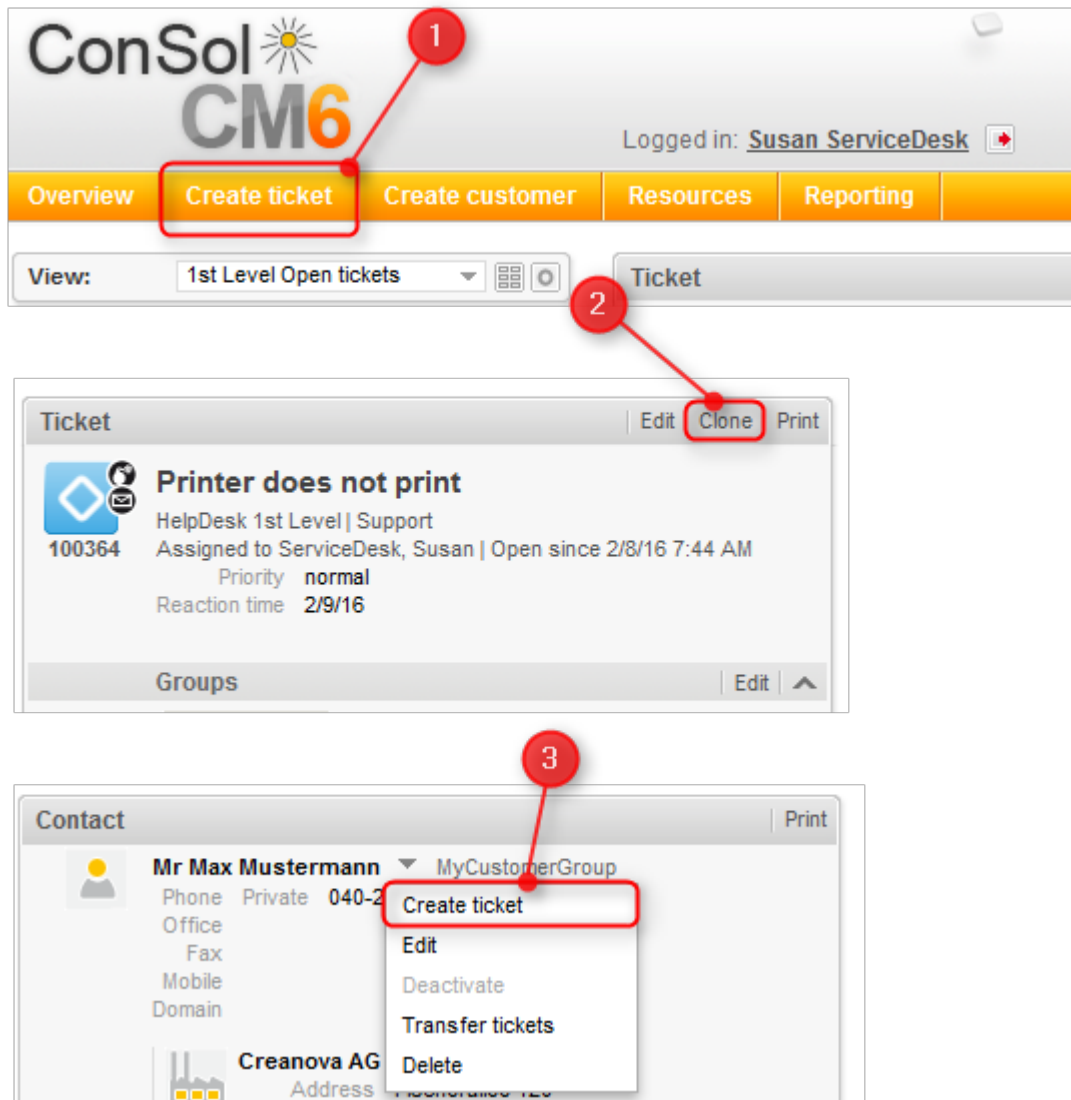 ConSol
CM6
1
Logged in: Susan ServiceDesk
Overview Create ticket Create customer Resources Reporting
View: 1st Level Open tickets Ticket
2
Ticket Edit Clone Print
Printer does not print
HelpDesk 1st Level | Support
100364 Assigned to ServiceDesk, Susan | Open since 2/8/16 7:44 AM
Priority normal
Reaction time 2/9/16
Groups Edit
3
Contact Print
Mr Max Mustermann MyCustomerGroup
Phone Private 040-2
Create ticket
Office
Edit
Fax
Mobile
Deactivate
Domain
Transfer tickets
Creanova AG
Delete
Address